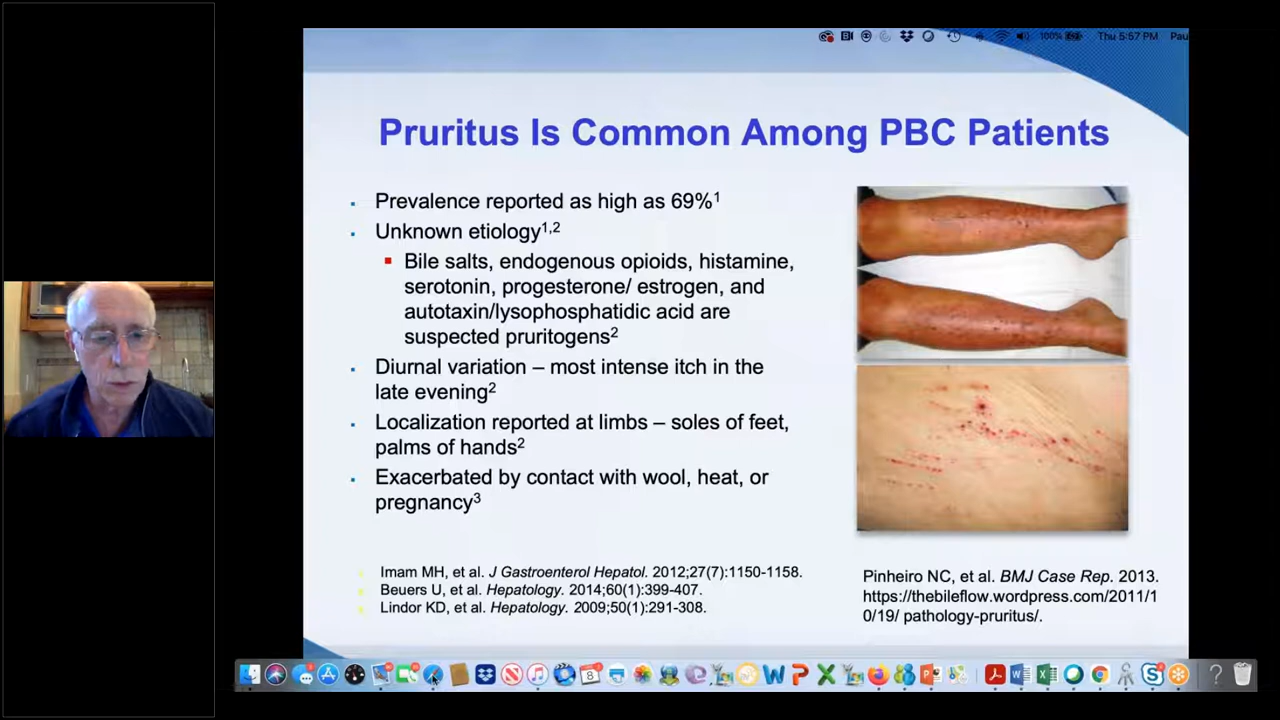 100%
Thu 5:57 PM Pau
Pruritus Is Common Among PBC Patients
Prevalence reported as high as 69%1
Unknown etiology1,2
Bile salts, endogenous opioids, histamine,
serotonin, progesterone/ estrogen, and
autotaxin/lysophosphatidic acid are
suspected pruritogens2
Diurnal variation – most intense itch in the
late evening2
Localization reported at limbs – soles of feet,
palms of hands2
Exacerbated by contact with wool, heat, or
pregnancy3
Imam MH, et al. J Gastroenterol Hepatol. 2012;27(7):1150-1158.
Beuers U, et al. Hepatology. 2014;60(1):399-407.
Lindor KD, et al. Hepatology. 2009;50(1):291-308.
Pinheiro NC, et al. BMJ Case Rep. 2013.
https://thebileflow.wordpress.com/2011/1
0/19/ pathology-pruritus/.